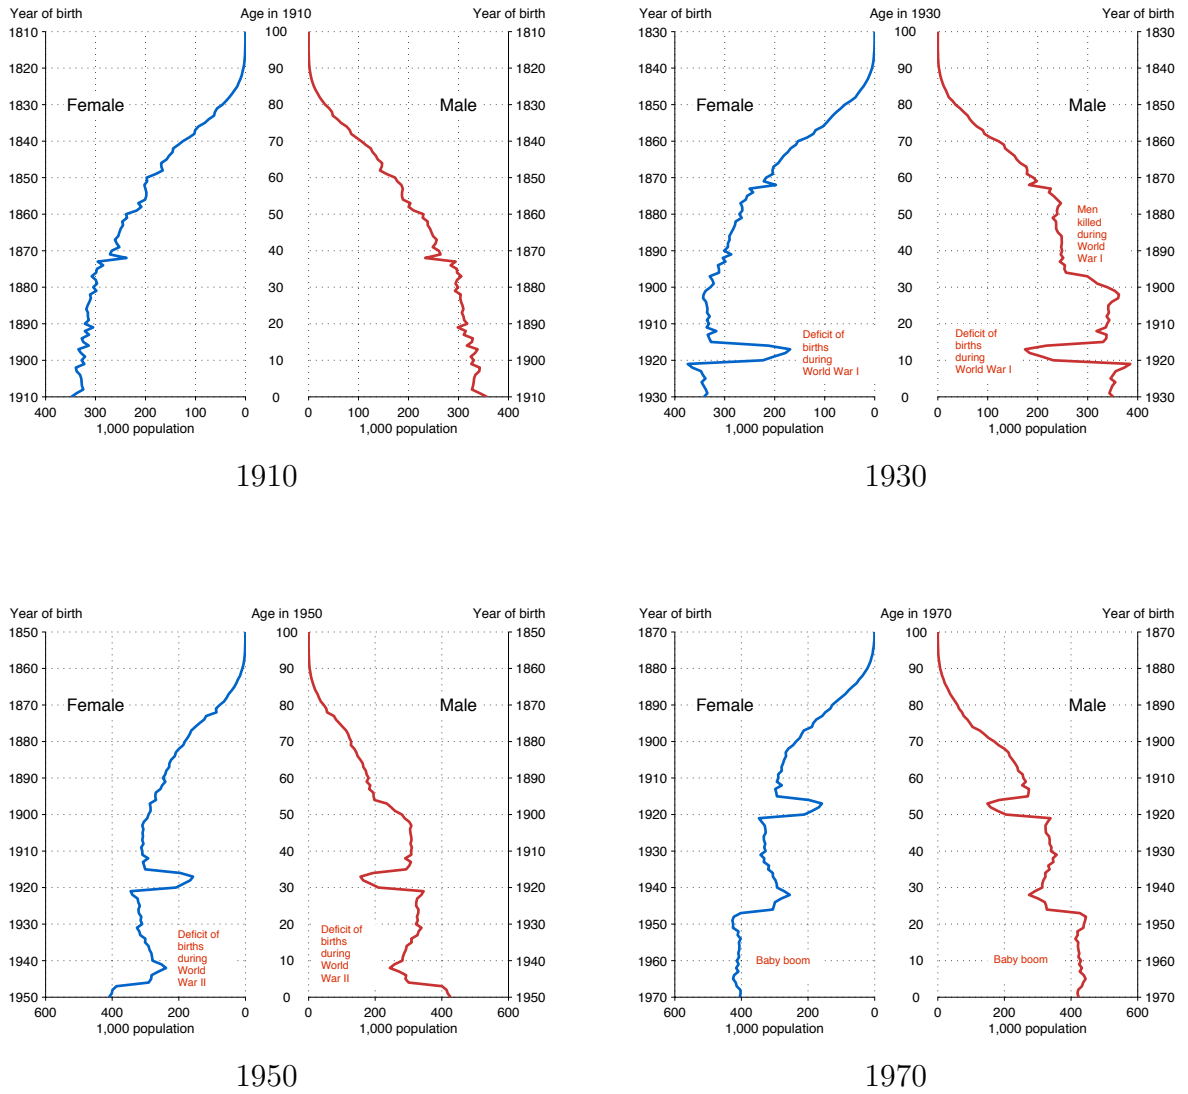 Year of birth Age in 1910 Year of birth
1810 100 1810
1820 90 1820
Female 1830 80 Male 1830
1840 70 1840
1850 60 1850
1860 50 1860
1870 40 1870
1880 30 1880
1890 20 1890
1900 10 1900
1910 0 1910
400 300 200 100 0 0 100 200 300 400
1,000 population 1,000 population
1910
Year of birth Age in 1930 Year of birth
1830 100 1830
1840 90 1840
1850 Female 80 Male 1850
1860 70 1860
1870 60 1870
1880 50 1880
1890 40 1890
1900 30 1900
1910 20 1910
1920 10 1920
1930 0 1930
Men
killed
during
World
War I
Deficit of
births
during
World War I
Deficit of
births
during
World War I
400 300 200 100 0 0 100 200 300 400
1,000 population 1,000 population
1930
Year of birth Age in 1950 Year of birth
1850 100 1850
1860 90 1860
1870 Female 80 Male 1870
1880 70 1880
1890 60 1890
1900 50 1900
1910 40 1910
1920 30 1920
1930 20 1930
1940 10 1940
1950 0 1950
Deficit of
births
during
World
War II
Deficit of
births
during
World
War II
600 400 200 0 0 200 400 600
1,000 population 1,000 population
1950
Year of birth Age in 1970 Year of birth
1870 100 1870
1880 90 1880
1890 Female 80 Male 1890
1900 70 1900
1910 60 1910
1920 50 1920
1930 40 1930
1940 30 1940
1950 20 1950
1960 10 1960
1970 0 1970
Baby boom Baby boom
600 400 200 0 0 200 400 600
1,000 population 1,000 population
1970